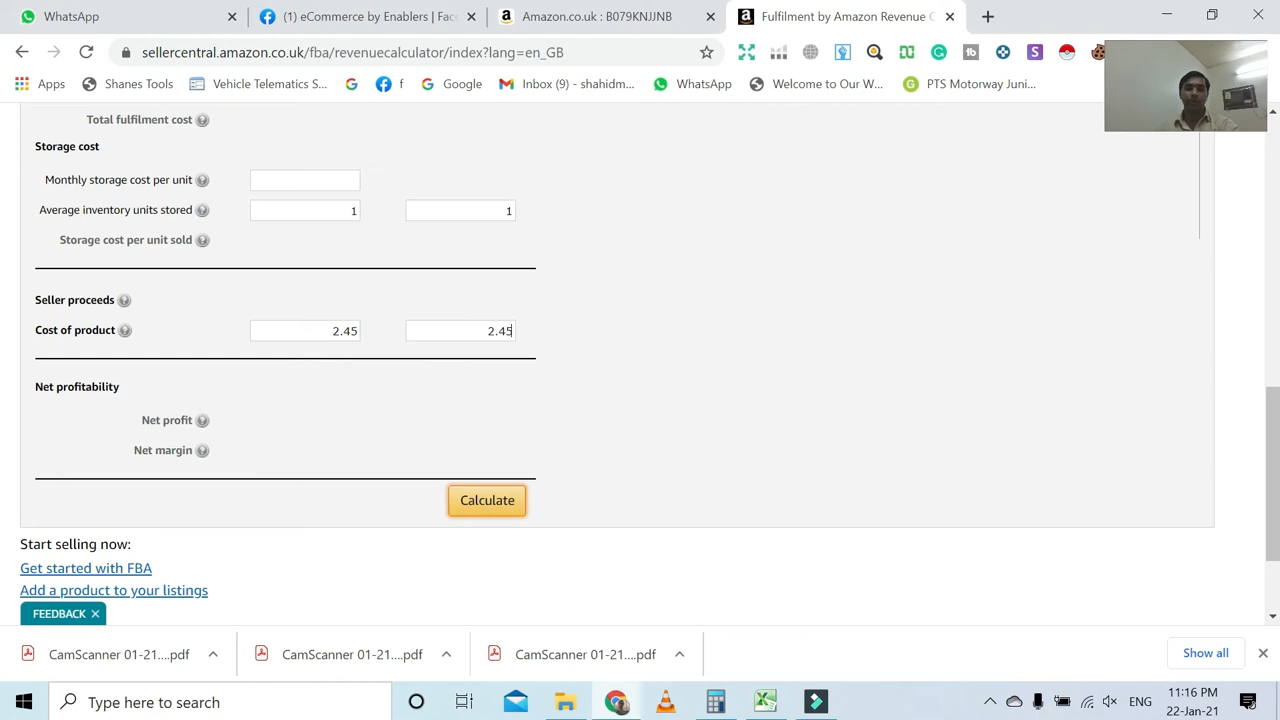 WhatsApp
(1) eCommerce by Enablers | Fac
Amazon.co.uk : B079KNJJNB
Fulfilment by Amazon Revenue C
sellercentral.amazon.co.uk/fba/revenuecalculator/index?lang=en_GB
Apps
Shanes Tools
Vehicle Telematics S...
f
Google
Inbox (9) - shahidm...
WhatsApp
Welcome to Our W...
PTS Motorway Juni...
Total fulfilment cost
Storage cost
Monthly storage cost per unit
Average inventory units stored 1 1
Storage cost per unit sold
Seller proceeds
Cost of product 2.45 2.45
Net profitability
Net profit
Net margin
Calculate
Start selling now:
Get started with FBA
Add a product to your listings
FEEDBACK
CamScanner 01-21....pdf
CamScanner 01-21....pdf
CamScanner 01-21....pdf
Show all
Type here to search
ENG
11:16 PM
22-Jan-21